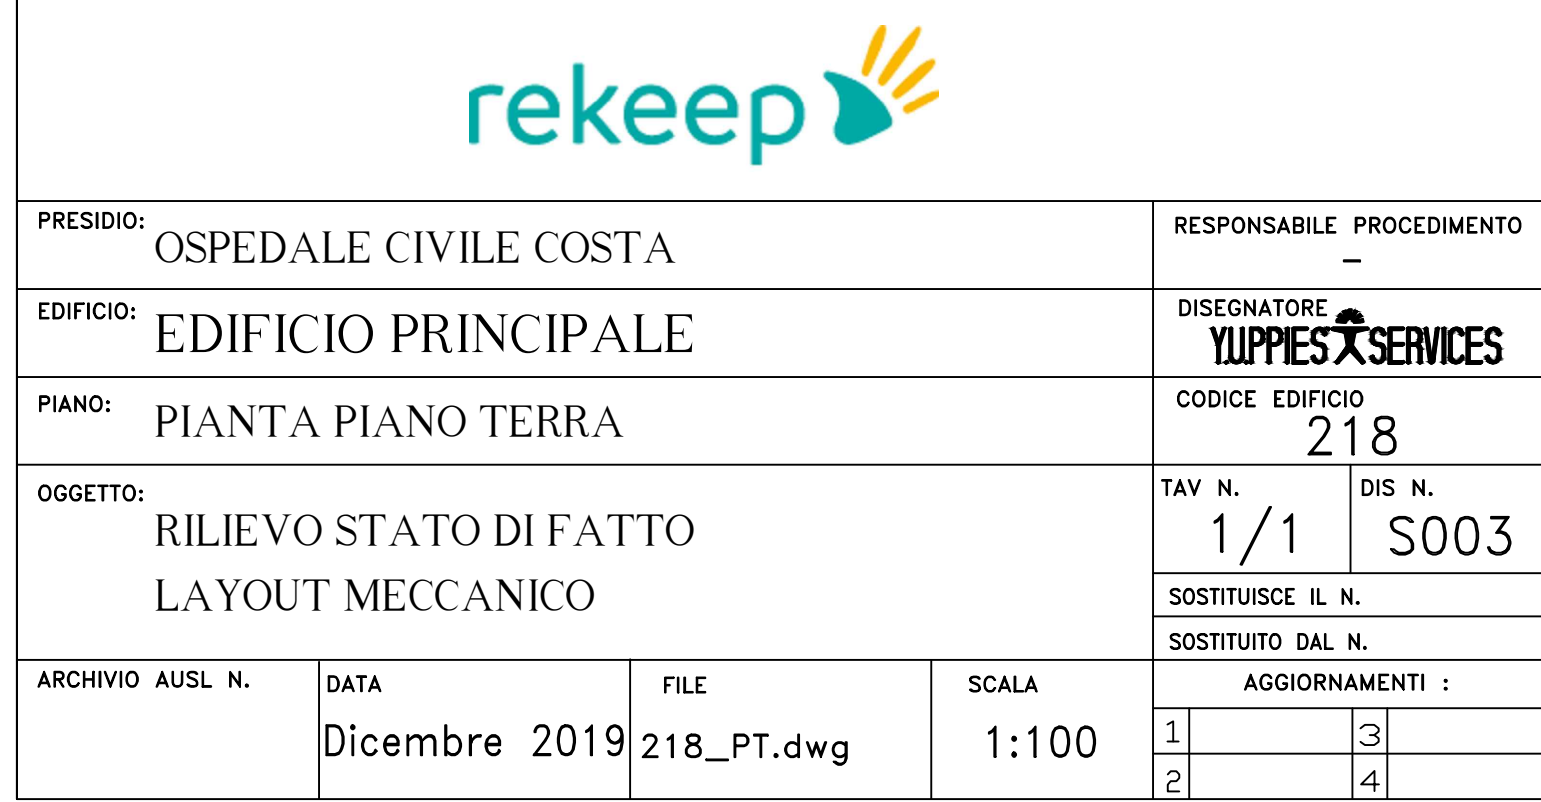 rekeep
PRESIDIO: OSPEDALE CIVILE COSTA
RESPONSABILE PROCEDIMENTO
–
EDIFICIO: EDIFICIO PRINCIPALE
DISEGNATORE
YUPPIES SERVICES
PIANO: PIANTA PIANO TERRA
CODICE EDIFICIO
218
OGGETTO:
RILIEVO STATO DI FATTO
LAYOUT MECCANICO
TAV N.
1/1
DIS N.
S003
SOSTITUISCE IL N.
SOSTITUITO DAL N.
ARCHIVIO AUSL N.
DATA
Dicembre 2019
FILE
218_PT.dwg
SCALA
1:100
AGGIORNAMENTI :
1
3
2
4